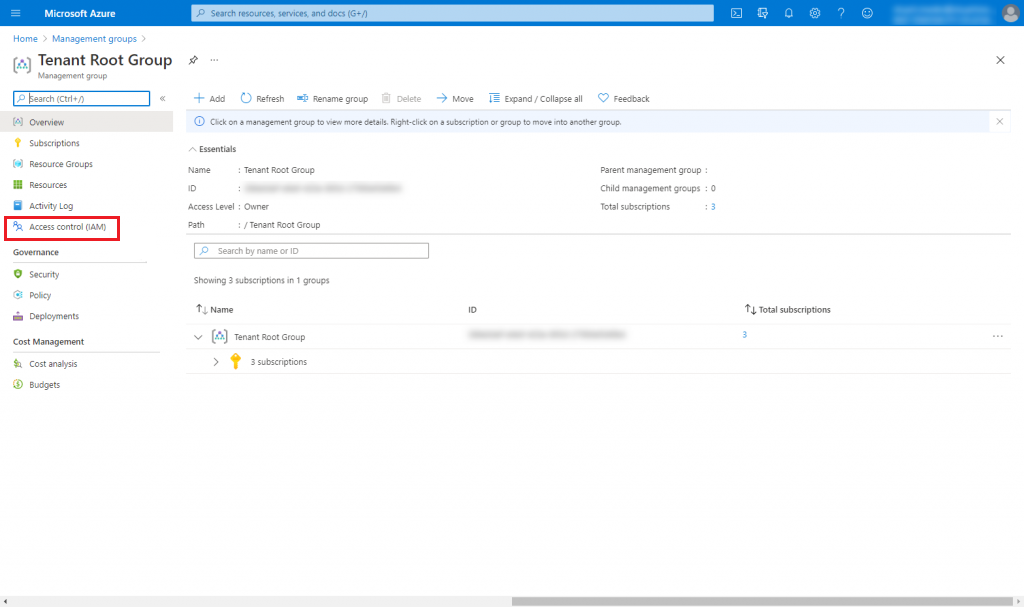 Microsoft Azure
Search resources, services, and docs (G+/)
Home > Management groups >
Tenant Root Group
Management group
Search (Ctrl+/)
Overview
Subscriptions
Resource Groups
Resources
Activity Log
Access control (IAM)
Governance
Security
Policy
Deployments
Cost Management
Cost analysis
Budgets
Add Refresh Rename group Delete Move Expand / Collapse all Feedback
Click on a management group to view more details. Right-click on a subscription or group to move into another group.
Essentials
Name : Tenant Root Group
ID :
Access Level : Owner
Path : / Tenant Root Group
Parent management group :
Child management groups : 0
Total subscriptions : 3
Search by name or ID
Showing 3 subscriptions in 1 groups
Name ID Total subscriptions
Tenant Root Group 3
3 subscriptions